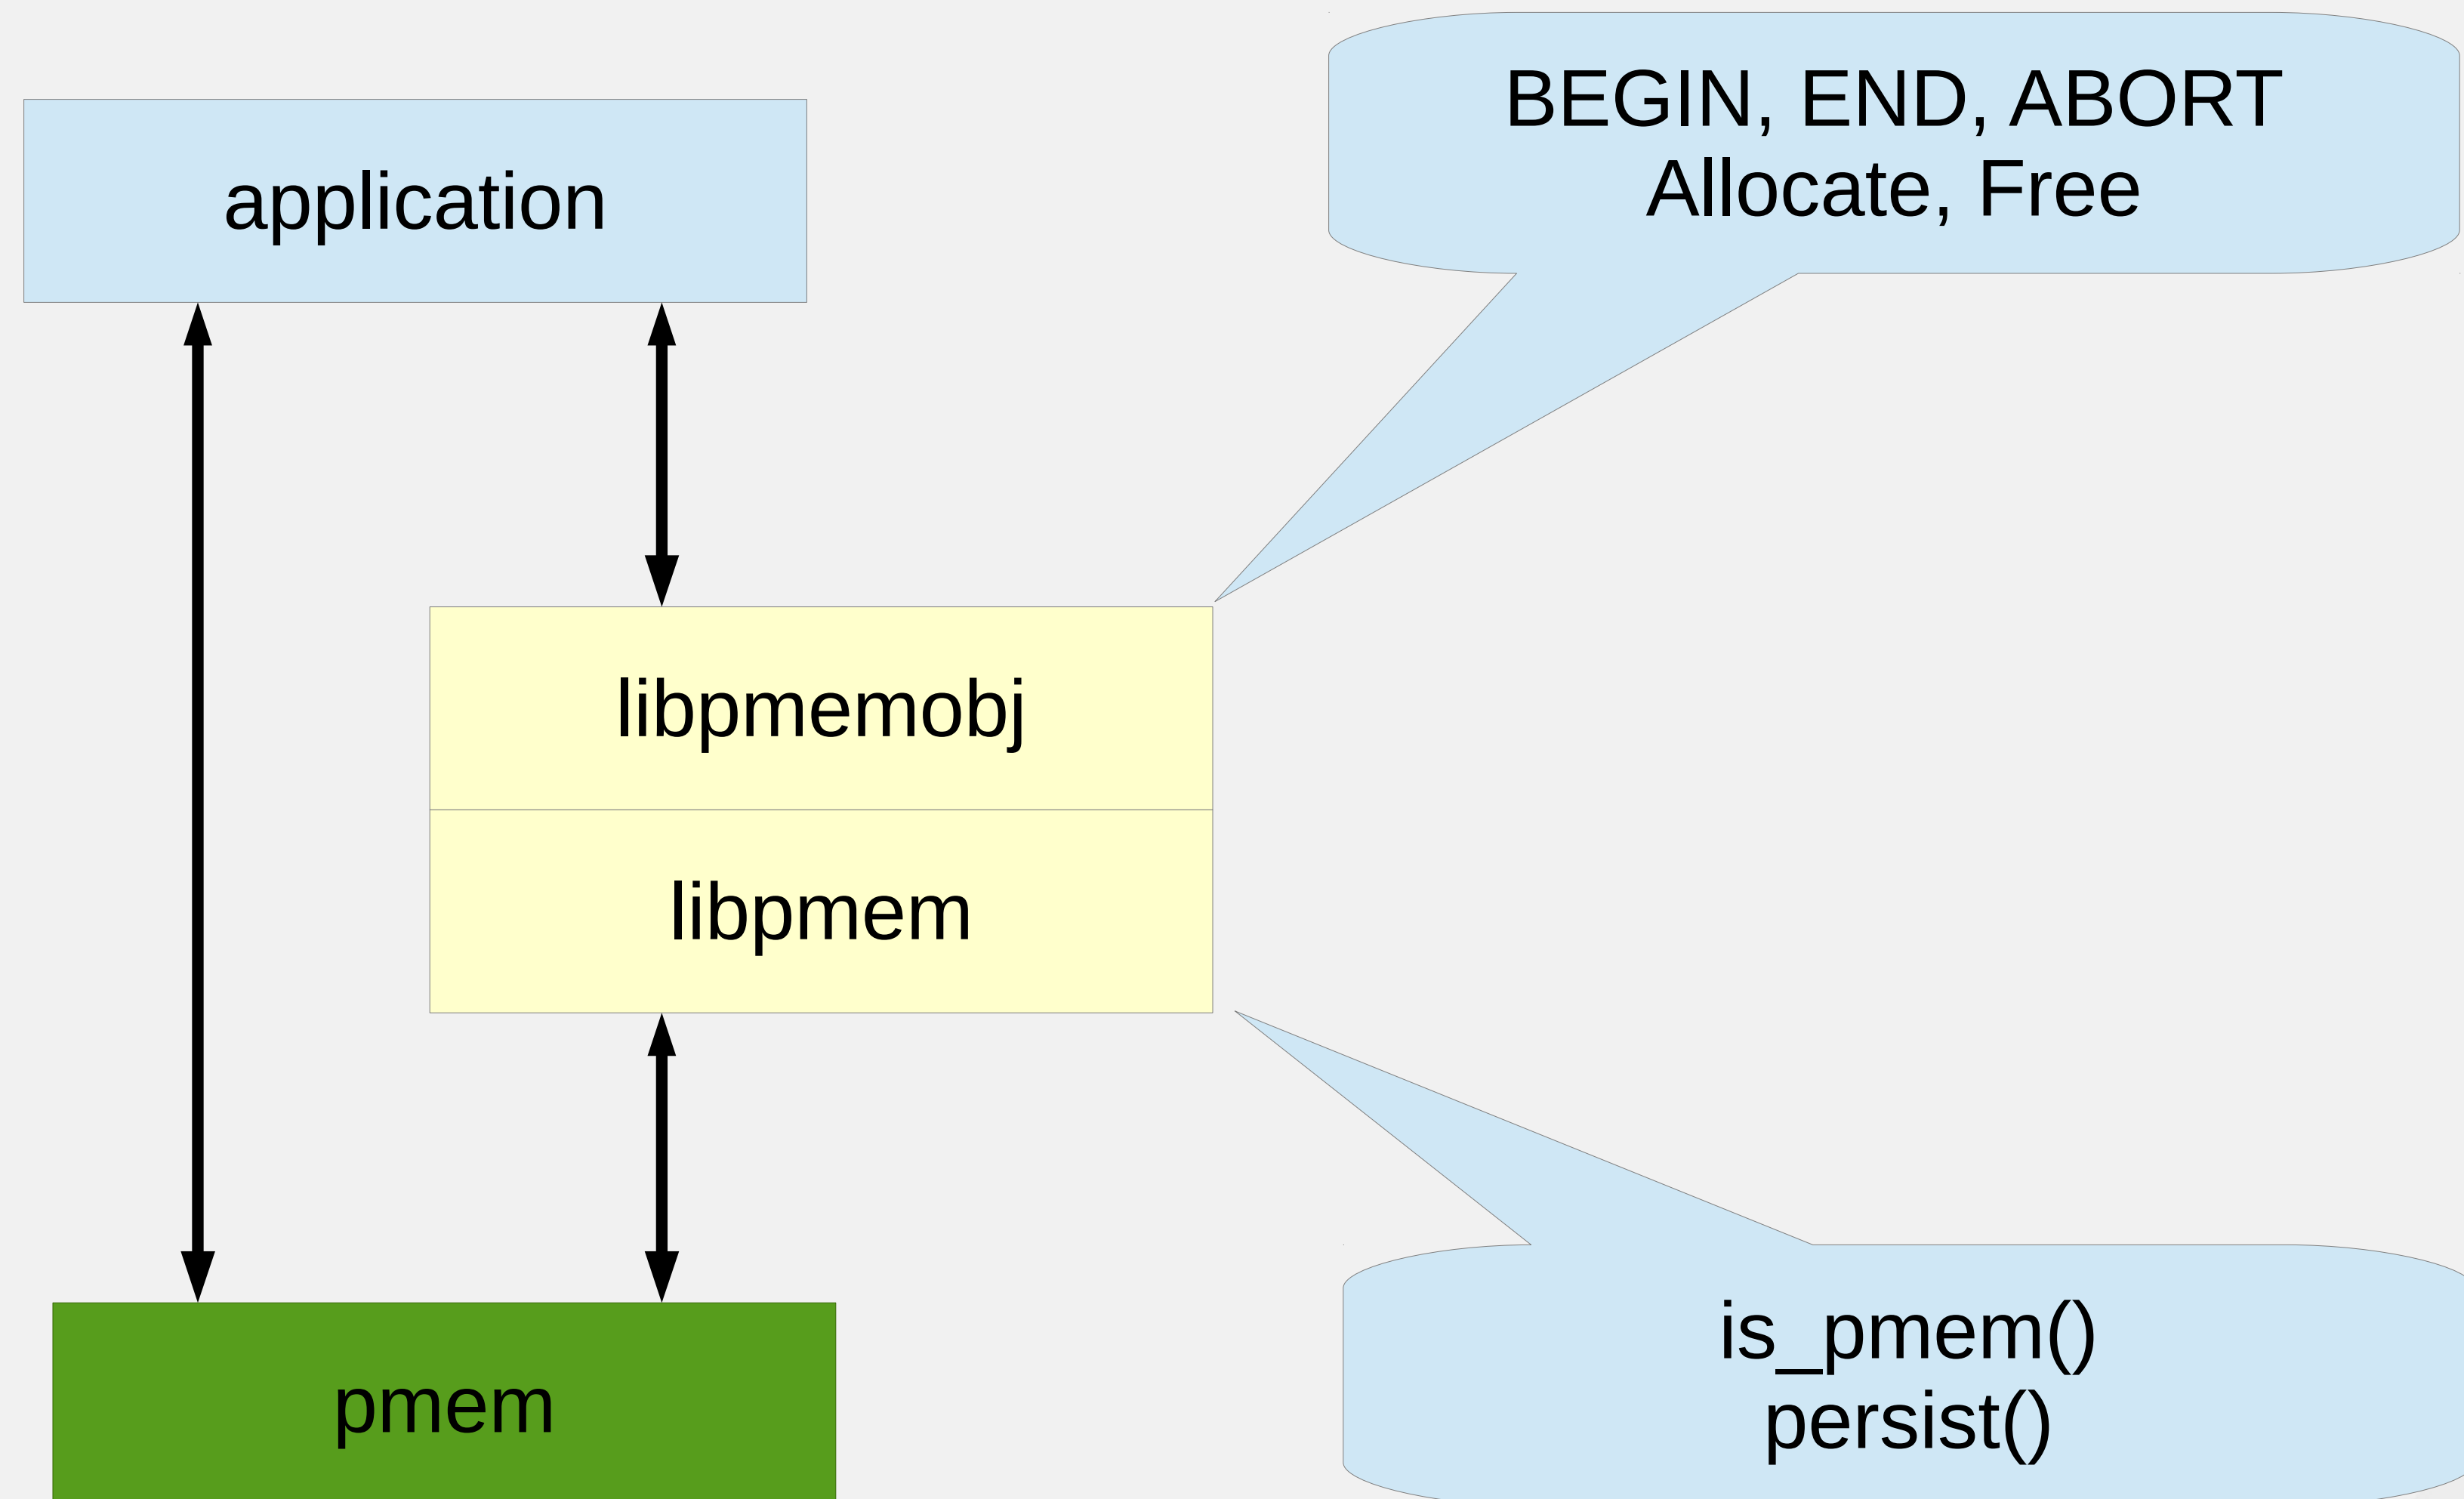 BEGIN, END, ABORT
Allocate, Free
application
libpmemobj
libpmem
is_pmem()
persist()
pmem